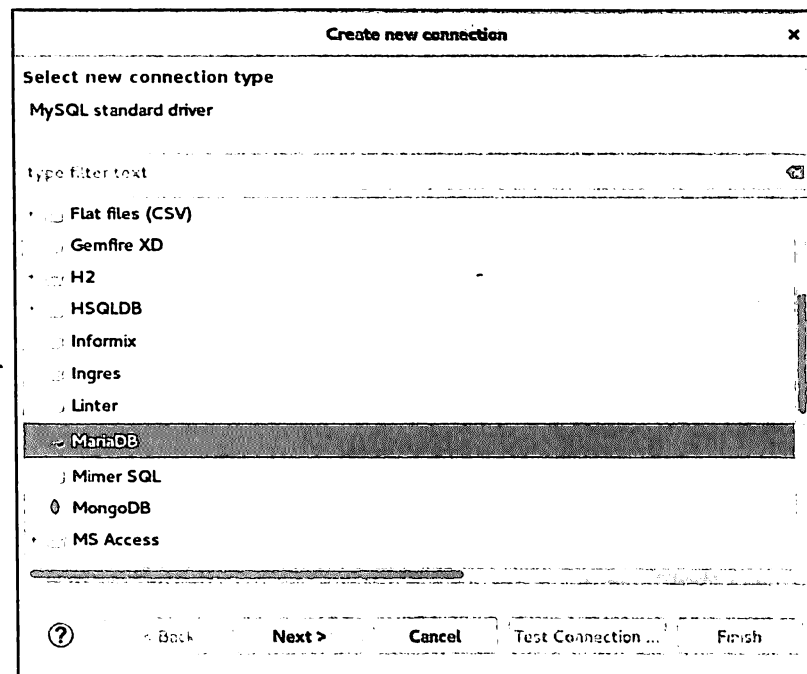 Create new connection ×
Select new connection type
MySQL standard driver
type filter text
Flat files (CSV)
Gemfire XD
H2
HSQLDB
Informix
Ingres
Linter
MariaDB
Mimer SQL
MongoDB
MS Access
? < Back Next > Cancel Test Connection ... Finish